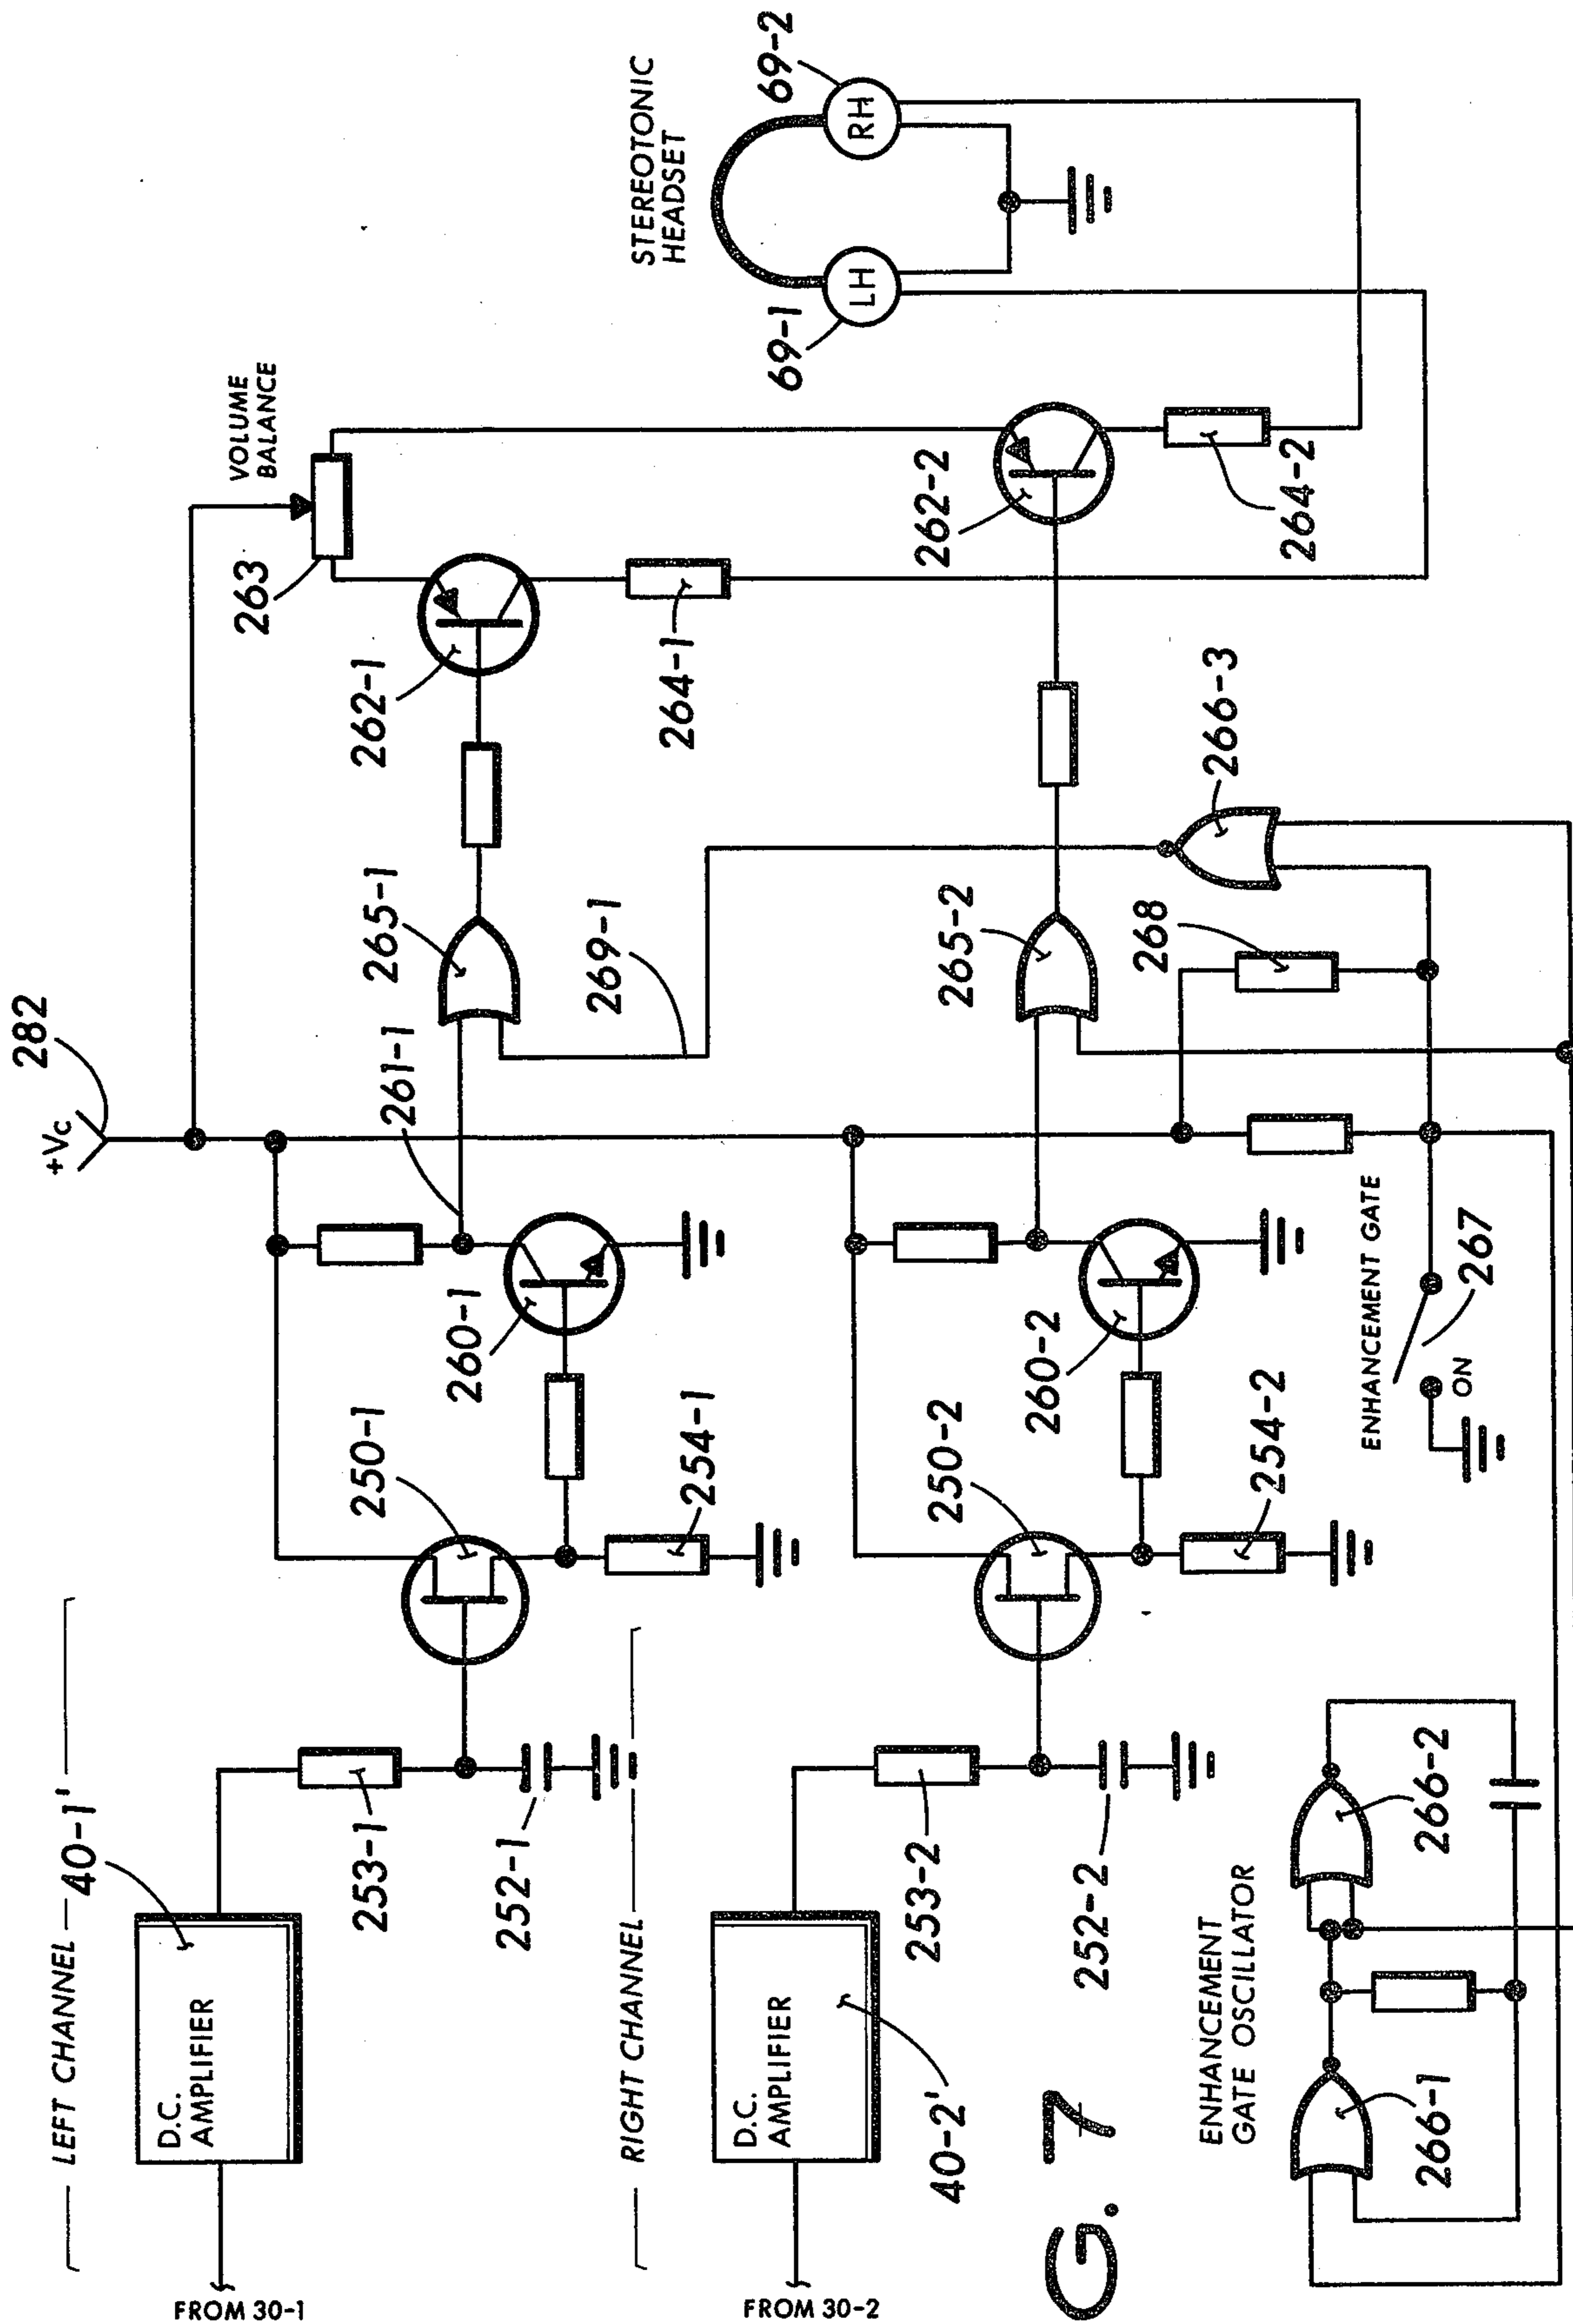 +Vc
282
LEFT CHANNEL
40-1'
D.C.
AMPLIFIER
FROM 30-1
253-1
252-1
250-1
254-1
260-1
261-1
265-1
269-1
262-1
264-1
263
VOLUME
BALANCE
STEREOTONIC
HEADSET
69-1
LH
69-2
RH
RIGHT CHANNEL
D.C.
AMPLIFIER
40-2'
FROM 30-2
253-2
252-2
250-2
254-2
260-2
265-2
262-2
264-2
266-3
268
ENHANCEMENT GATE
ON
267
ENHANCEMENT
GATE OSCILLATOR
266-1
266-2
G. 7